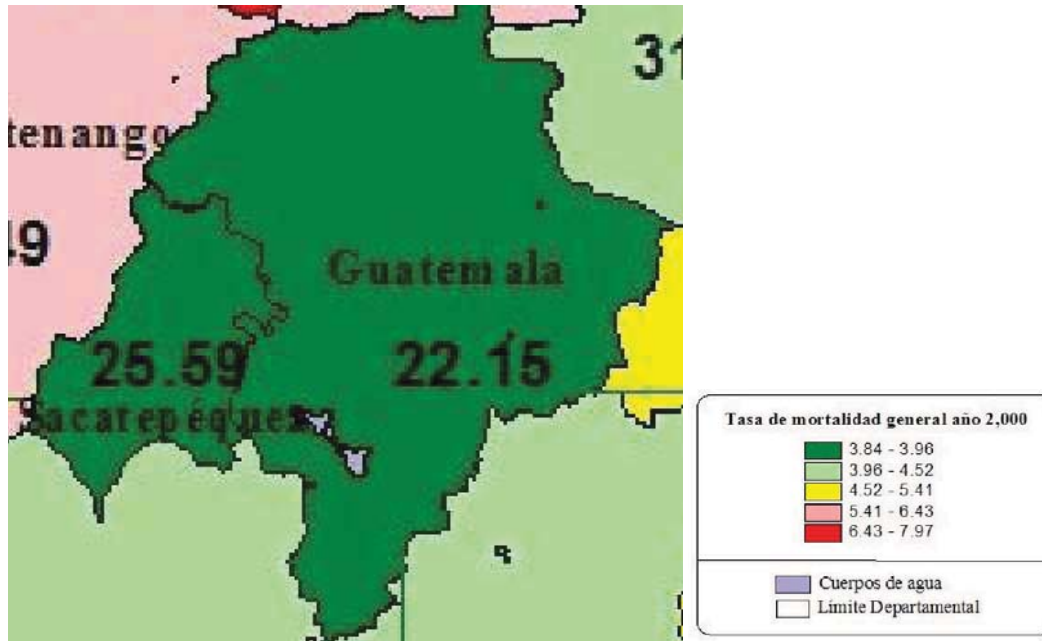 31
tenango
49
Guatemala
25.59
22.15
Sacatepéquez
Tasa de mortalidad general año 2,000
3.84 - 3.96
3.96 - 4.52
4.52 - 5.41
5.41 - 6.43
6.43 - 7.97
Cuerpos de agua
Límite Departamental